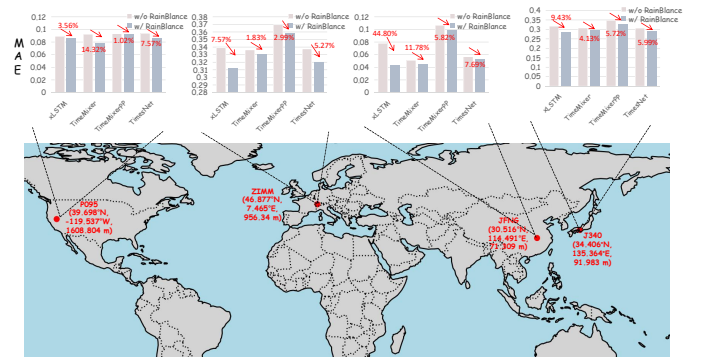 M
A
E
0.12
0.1
0.08
0.06
0.04
0.02
0
w/o RainBlance
w/ RainBlance
3.56%
14.32%
1.02%
7.57%
xLSTM
TimeMixer
TimeMixerPP
TimesNet
0.38
0.37
0.36
0.35
0.34
0.33
0.32
0.31
0.3
0.29
0.28
w/o RainBlance
w/ RainBlance
7.57%
1.83%
2.99%
5.27%
xLSTM
TimeMixer
TimeMixerPP
TimesNet
0.12
0.1
0.08
0.06
0.04
0.02
0
w/o RainBlance
w/ RainBlance
44.80%
11.78%
5.82%
7.69%
xLSTM
TimeMixer
TimeMixerPP
TimesNet
0.4
0.35
0.3
0.25
0.2
0.15
0.1
0.05
0
w/o RainBlance
w/ RainBlance
9.43%
4.13%
5.72%
5.99%
xLSTM
TimeMixer
TimeMixerPP
TimesNet
P095
(39.698°N,
-119.537°W,
1608.804 m)
ZIMM
(46.877°N,
7.465°E,
956.34 m)
JFNG
(30.516°N,
114.491°E,
71.309 m)
J340
(34.406°N,
135.364°E,
91.983 m)